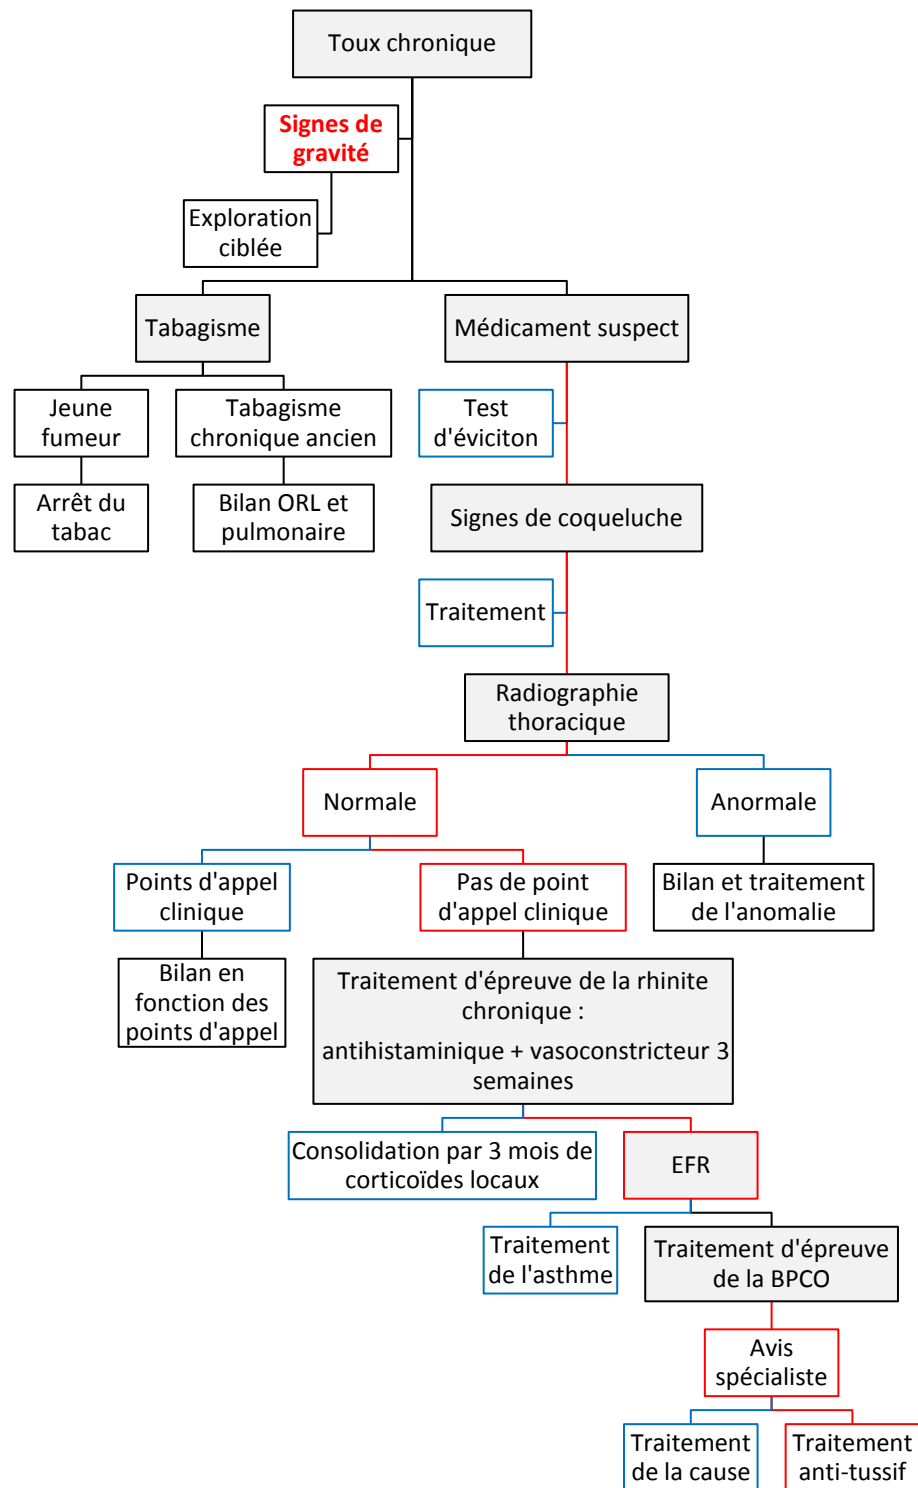 Toux chronique
Signes de
gravité
Exploration
ciblée
Tabagisme
Médicament suspect
Jeune
fumeur
Tabagisme
chronique ancien
Test
d'éviciton
Arrêt du
tabac
Bilan ORL et
pulmonaire
Signes de coqueluche
Traitement
Radiographie
thoracique
Normale
Anormale
Points d'appel
clinique
Pas de point
d'appel clinique
Bilan et traitement
de l'anomalie
Bilan en
fonction des
points d'appel
Traitement d'épreuve de la rhinite
chronique :
antihistaminique + vasoconstricteur 3
semaines
Consolidation par 3 mois de
corticoïdes locaux
EFR
Traitement
de l'asthme
Traitement d'épreuve
de la BPCO
Avis
spécialiste
Traitement
de la cause
Traitement
anti-tussif